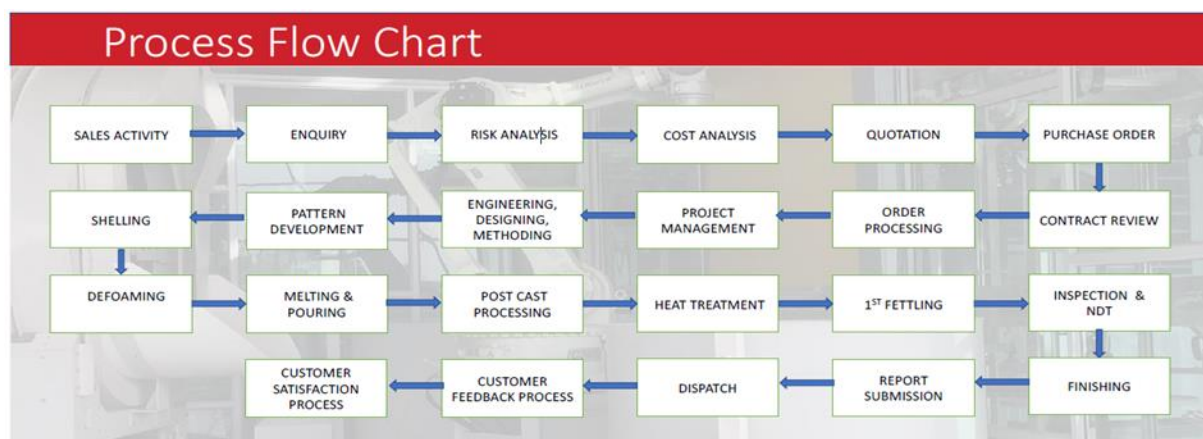 Process Flow Chart
SALES ACTIVITY
ENQUIRY
RISK ANALYSIS
COST ANALYSIS
QUOTATION
PURCHASE ORDER
SHELLING
PATTERN
DEVELOPMENT
ENGINEERING,
DESIGNING,
METHODING
PROJECT
MANAGEMENT
ORDER
PROCESSING
CONTRACT REVIEW
DEFOAMING
MELTING &
POURING
POST CAST
PROCESSING
HEAT TREATMENT
1ST FETTLING
INSPECTION &
NDT
CUSTOMER
SATISFACTION
PROCESS
CUSTOMER
FEEDBACK PROCESS
DISPATCH
REPORT
SUBMISSION
FINISHING